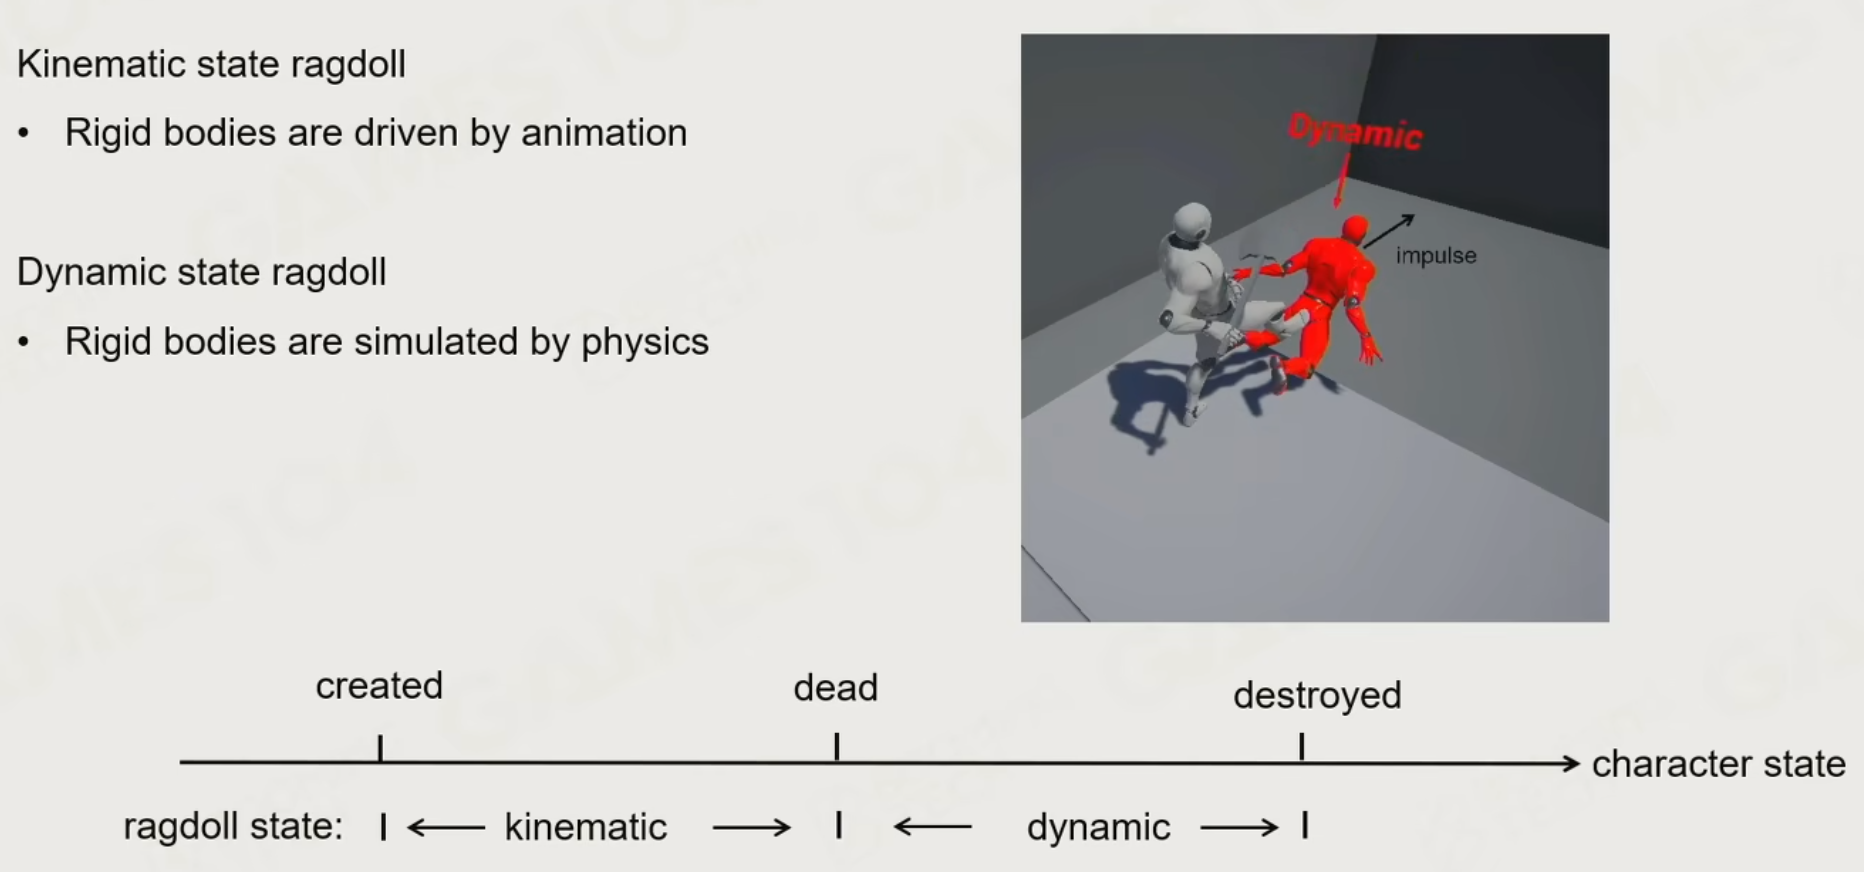 Kinematic state ragdoll
• Rigid bodies are driven by animation
Dynamic state ragdoll
• Rigid bodies are simulated by physics
Dynamic
impulse
created
dead
destroyed
character state
ragdoll state:
kinematic
dynamic
GAMES104